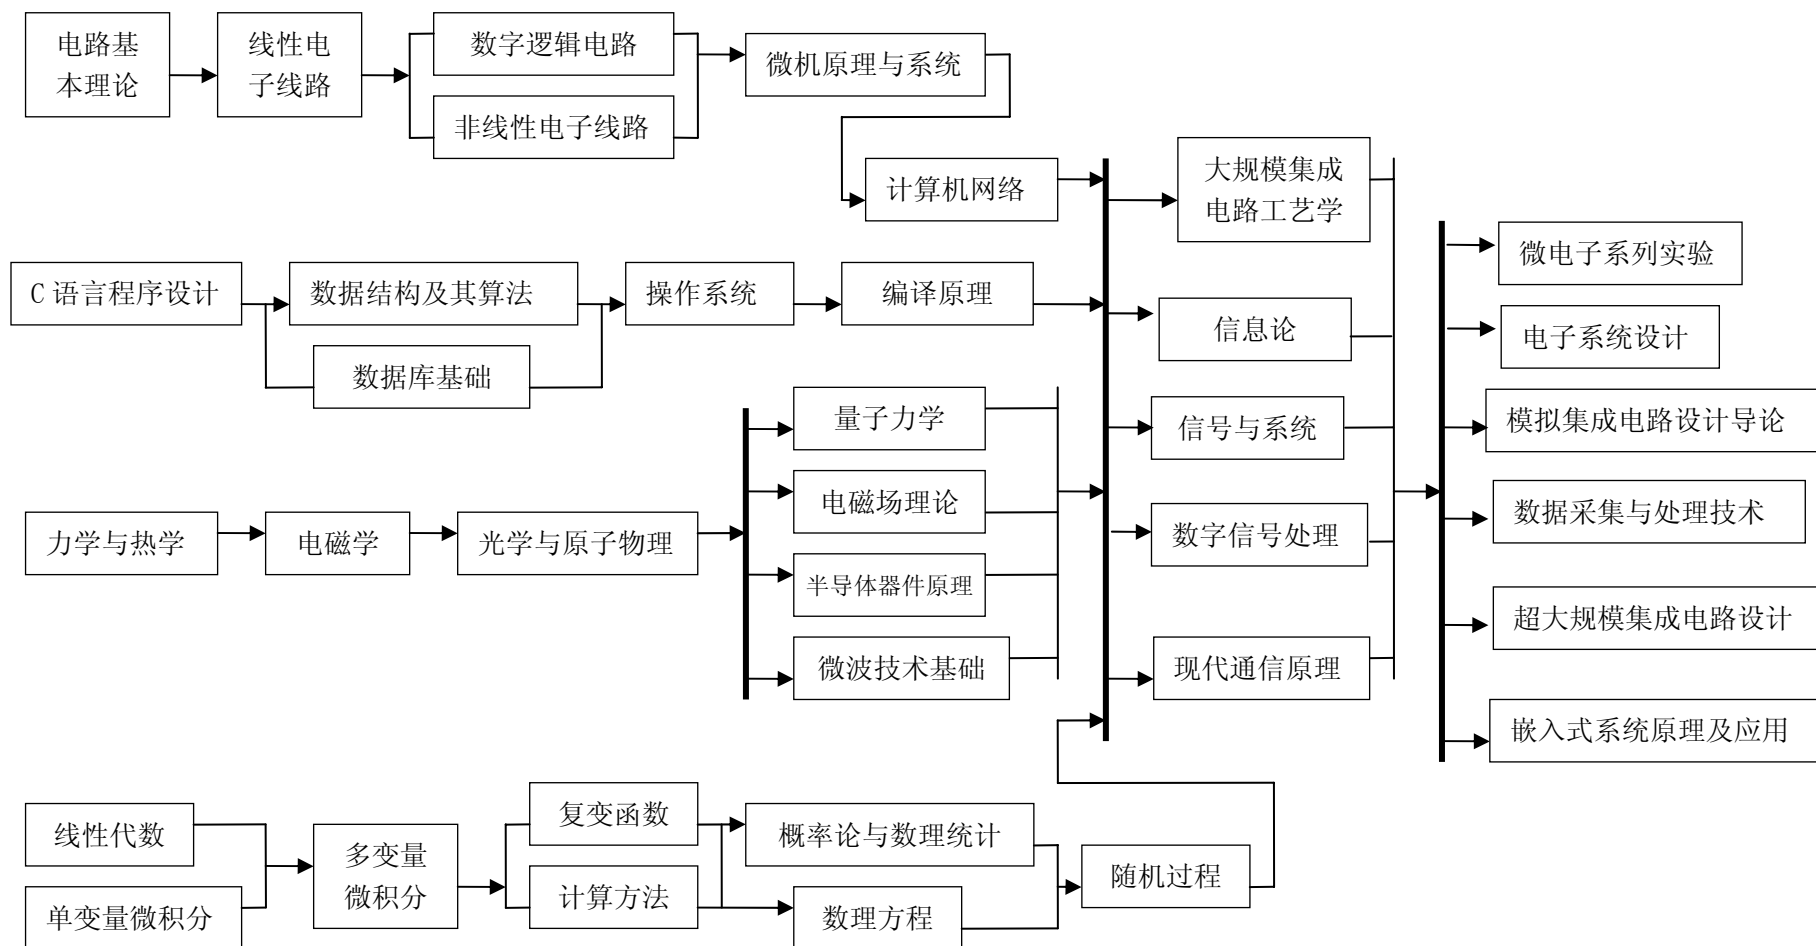 电路基
本理论
线性电
子线路
数字逻辑电路
非线性电子线路
微机原理与系统
计算机网络
C 语言程序设计
数据结构及其算法
数据库基础
操作系统
编译原理
力学与热学
电磁学
光学与原子物理
量子力学
电磁场理论
半导体器件原理
微波技术基础
线性代数
单变量微积分
多变量
微积分
复变函数
计算方法
概率论与数理统计
数理方程
随机过程
大规模集成
电路工艺学
信息论
信号与系统
数字信号处理
现代通信原理
微电子系列实验
电子系统设计
模拟集成电路设计导论
数据采集与处理技术
超大规模集成电路设计
嵌入式系统原理及应用